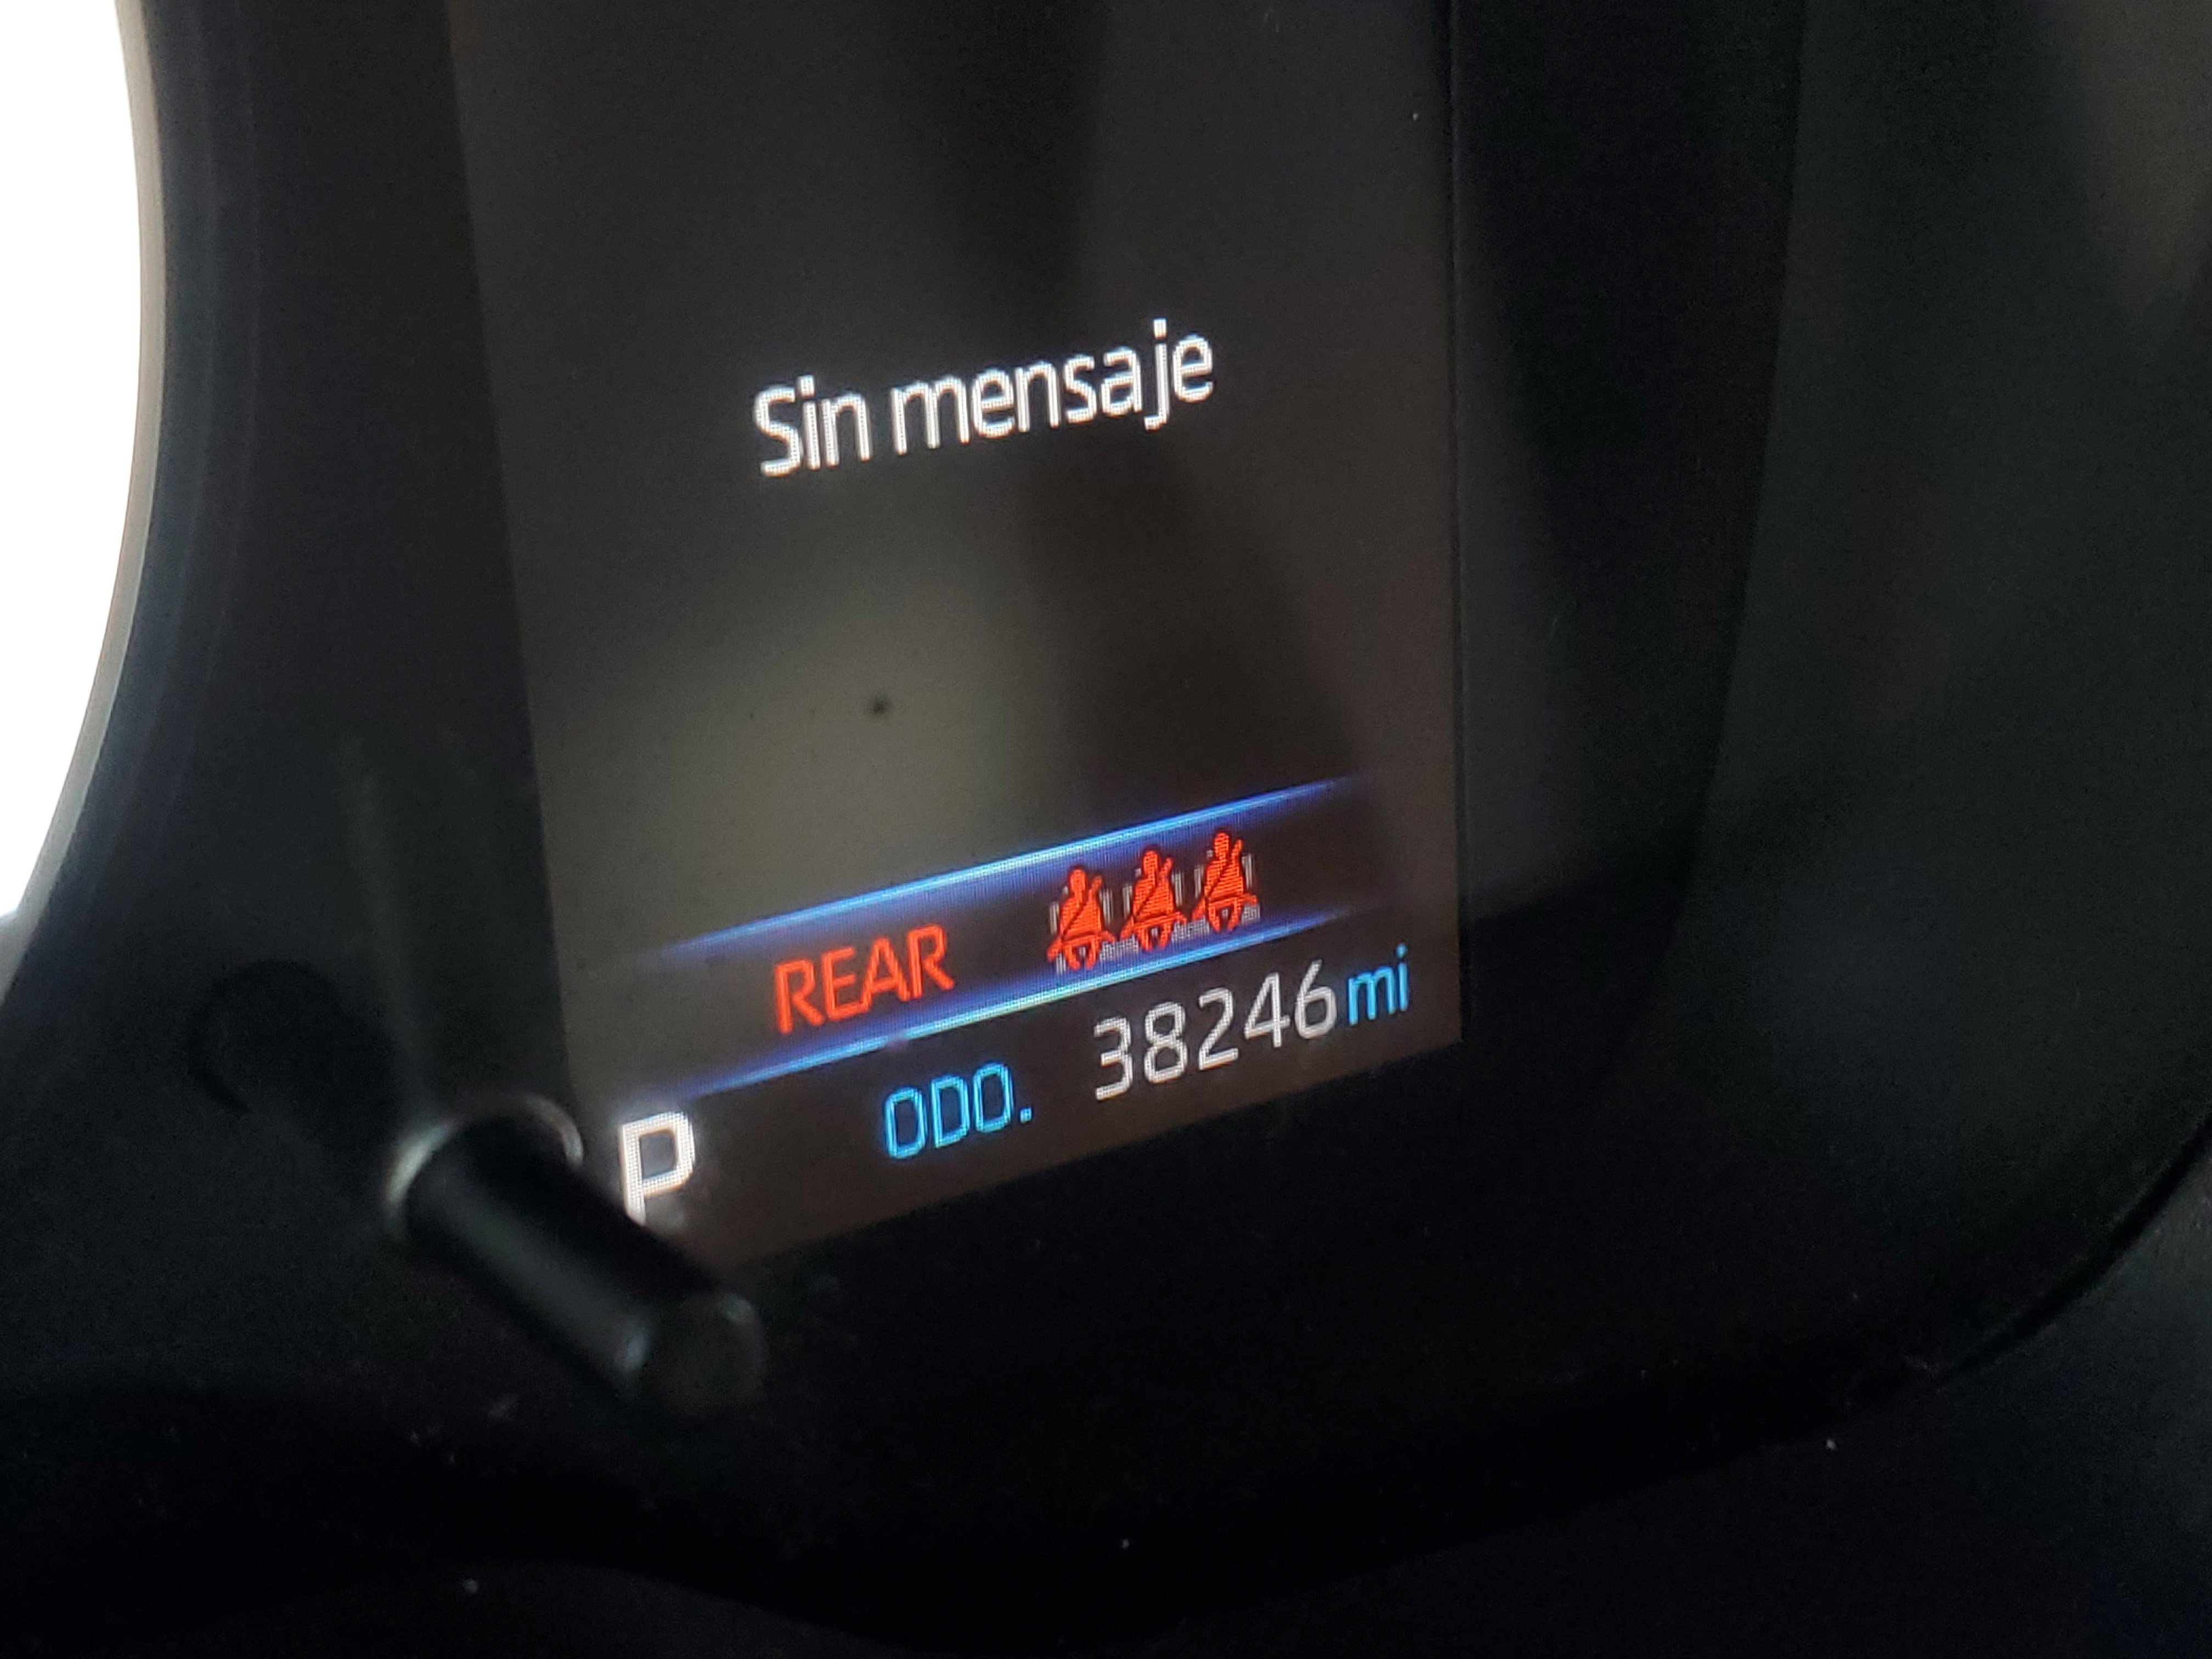 Sin mensaje
REAR
P ODO. 38246 mi